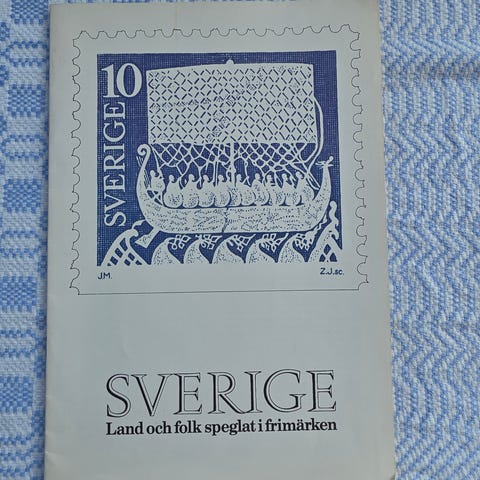 10
SVERIGE
J.M.
Z.J.sc.
SVERIGE
Land och folk speglat i frimärken